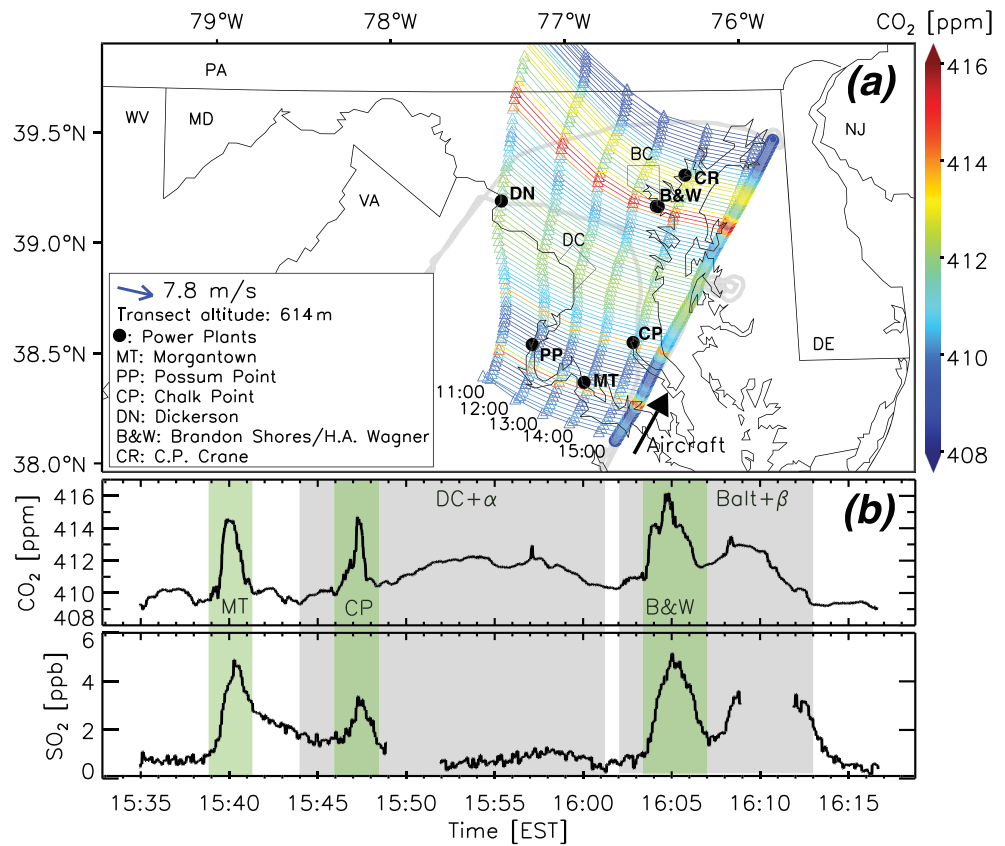 79°W 78°W 77°W 76°W CO2 [ppm]
(a)
416
414
412
410
408
39.5°N
39.0°N
38.5°N
38.0°N
PA
WV
MD
VA
NJ
DE
BC
DC
CR
B&W
DN
CP
PP
MT
11:00
12:00
13:00
14:00
15:00
Aircraft
7.8 m/s
Transect altitude: 614m
●: Power Plants
MT: Morgantown
PP: Possum Point
CP: Chalk Point
DN: Dickerson
B&W: Brandon Shores/H.A. Wagner
CR: C.P. Crane
(b)
CO2 [ppm]
416
414
412
410
408
DC+α
Balt+β
MT
CP
B&W
SO2 [ppb]
6
4
2
0
15:35 15:40 15:45 15:50 15:55 16:00 16:05 16:10 16:15
Time [EST]